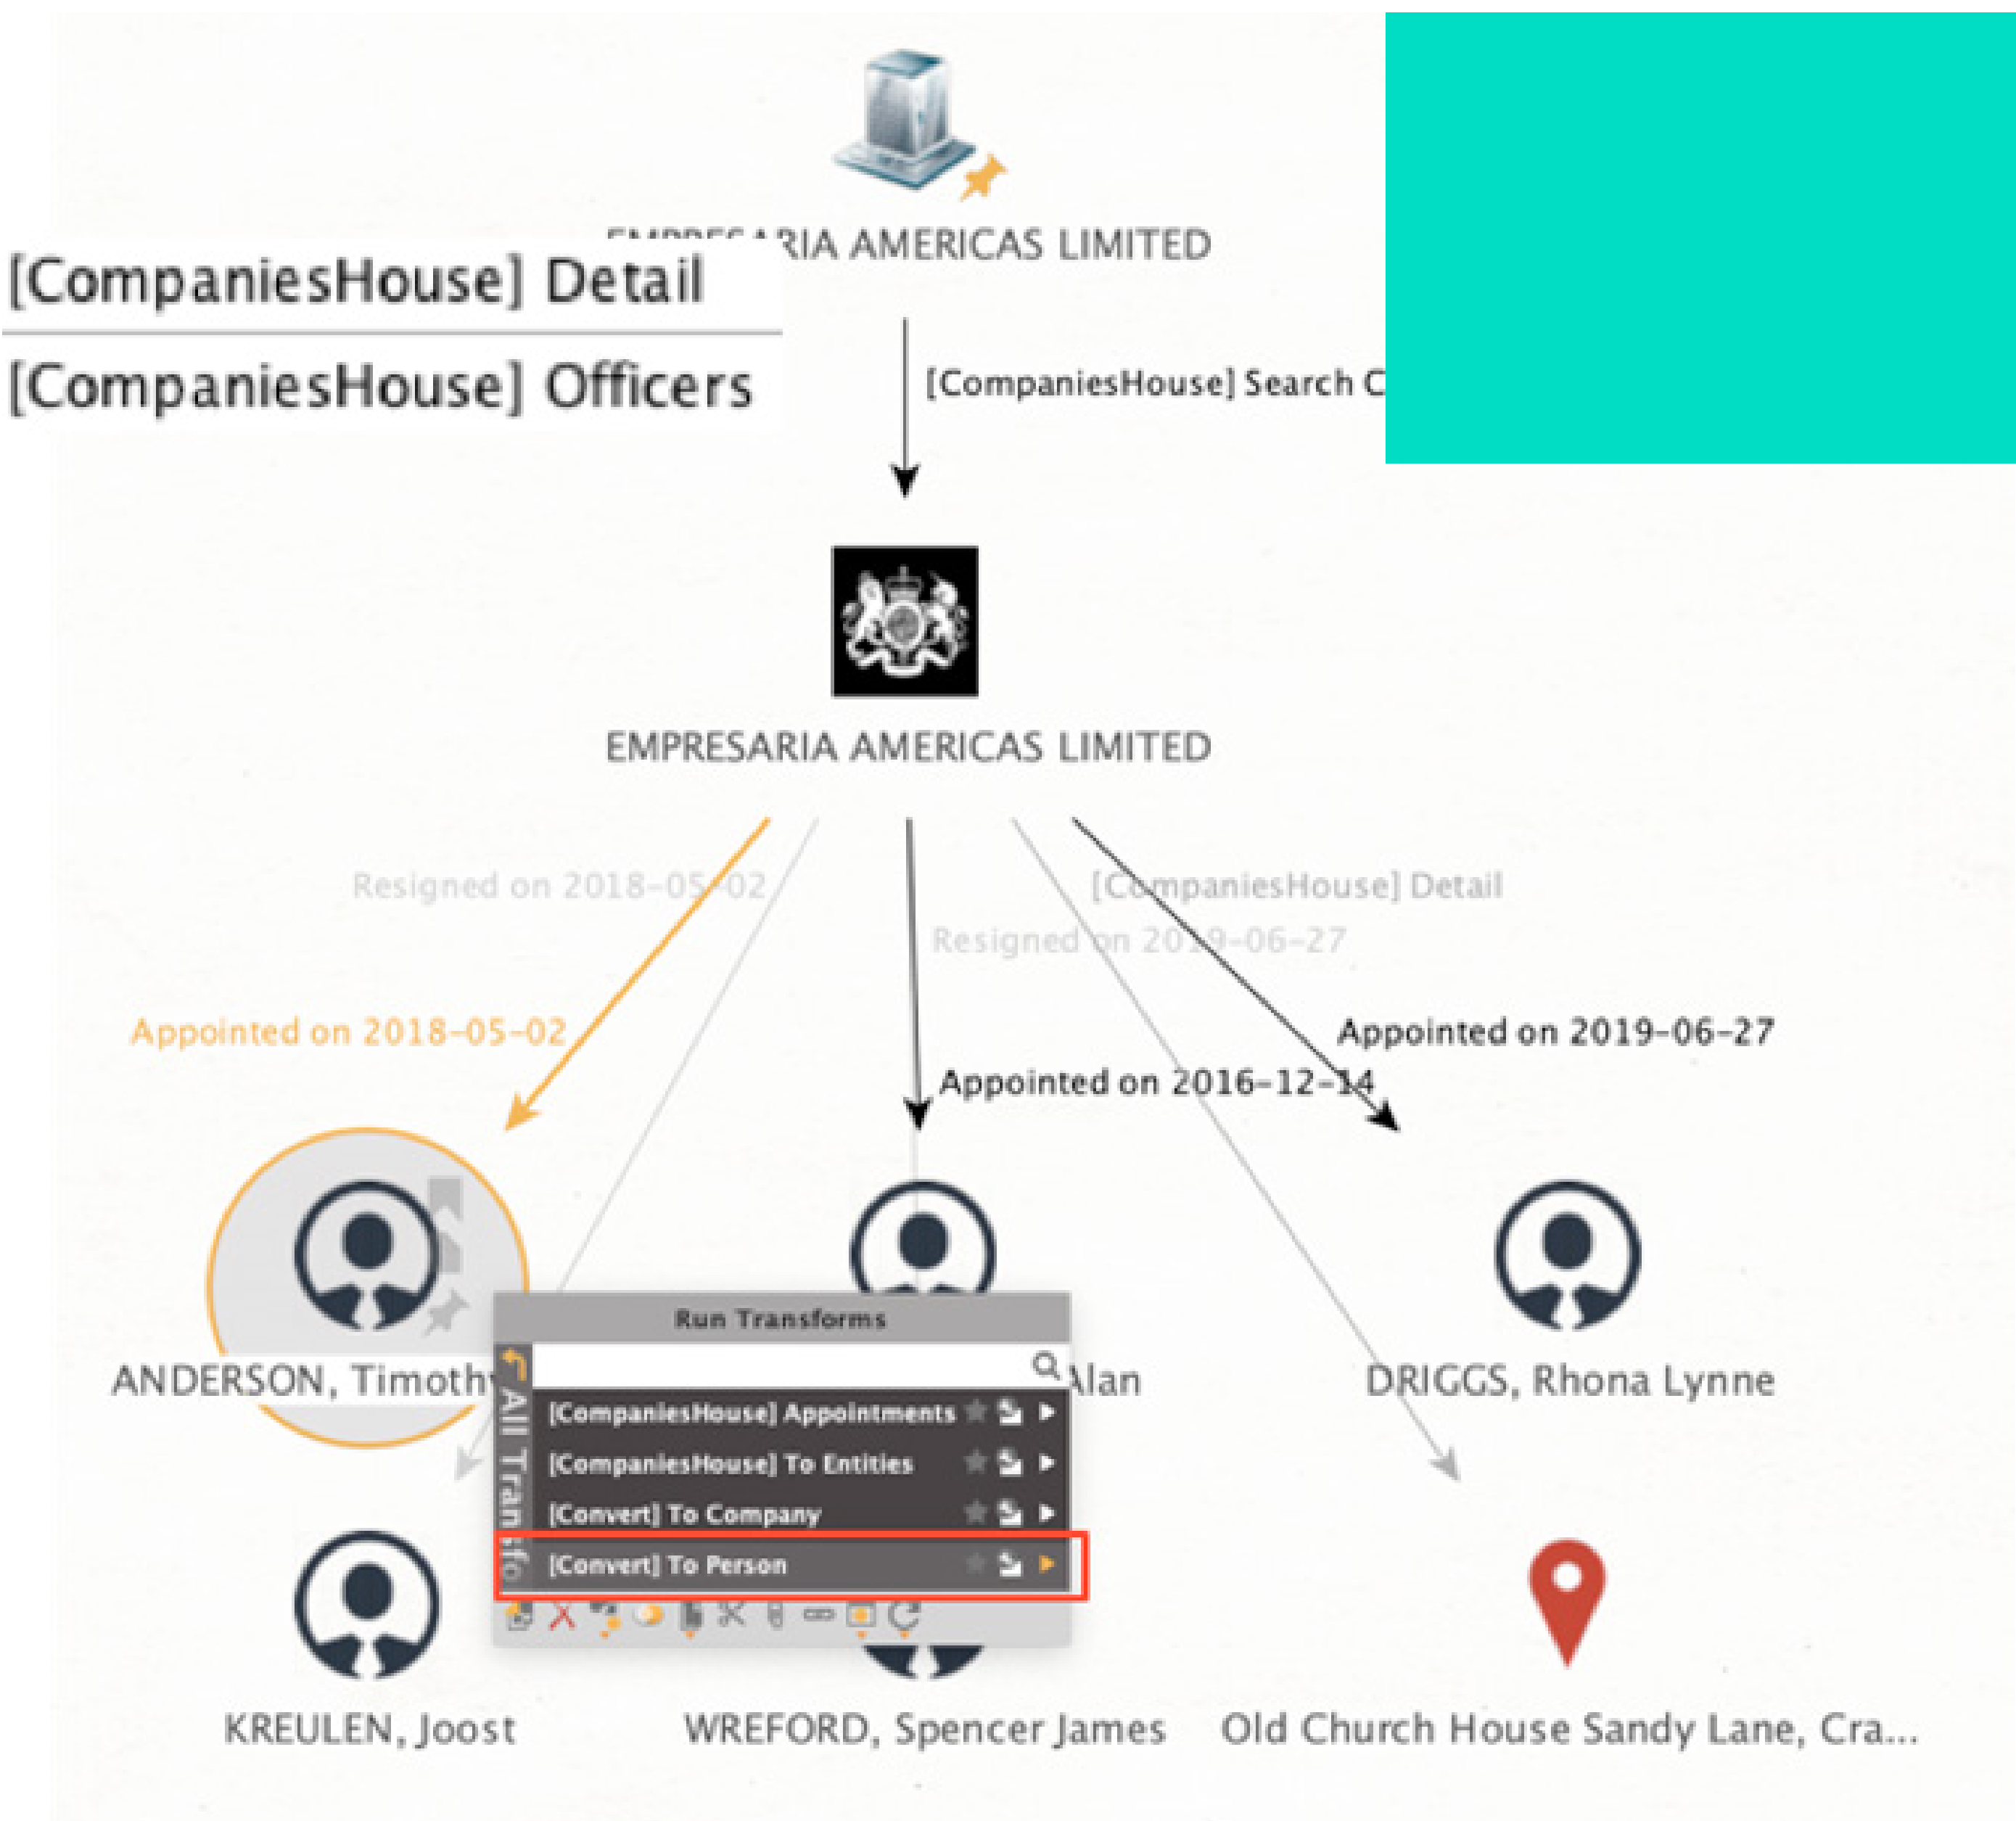 RIA AMERICAS LIMITED
[CompaniesHouse] Detail
[CompaniesHouse] Officers
[CompaniesHouse] Search C
EMPRESARIA AMERICAS LIMITED
Resigned on 2018-05-02
[CompaniesHouse] Detail
Resigned on 2019-06-27
Appointed on 2018-05-02
Appointed on 2019-06-27
Appointed on 2016-12-14
Run Transforms
ANDERSON, Timoth
Alan
DRIGGS, Rhona Lynne
All Transfo
[CompaniesHouse] Appointments
[CompaniesHouse] To Entities
[Convert] To Company
[Convert] To Person
KREULEN, Joost
WREFORD, Spencer James
Old Church House Sandy Lane, Cra...